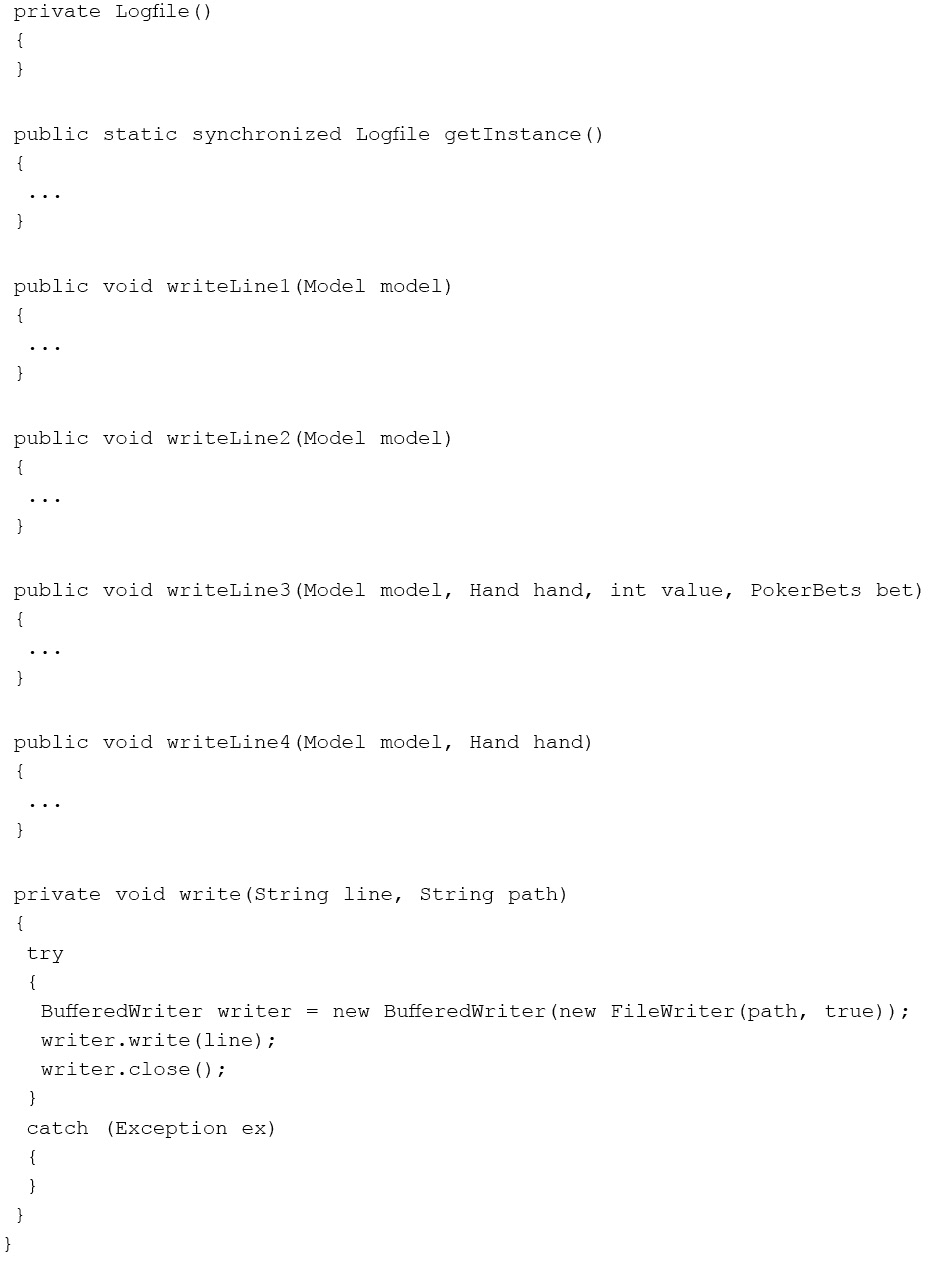 private Logfile()
{
}
public static synchronized Logfile getInstance()
{
...
}
public void writeLine1(Model model)
{
...
}
public void writeLine2(Model model)
{
...
}
public void writeLine3(Model model, Hand hand, int value, PokerBets bet)
{
...
}
public void writeLine4(Model model, Hand hand)
{
...
}
private void write(String line, String path)
{
try
{
BufferedWriter writer = new BufferedWriter(new FileWriter(path, true));
writer.write(line);
writer.close();
}
catch (Exception ex)
{
}
}
}